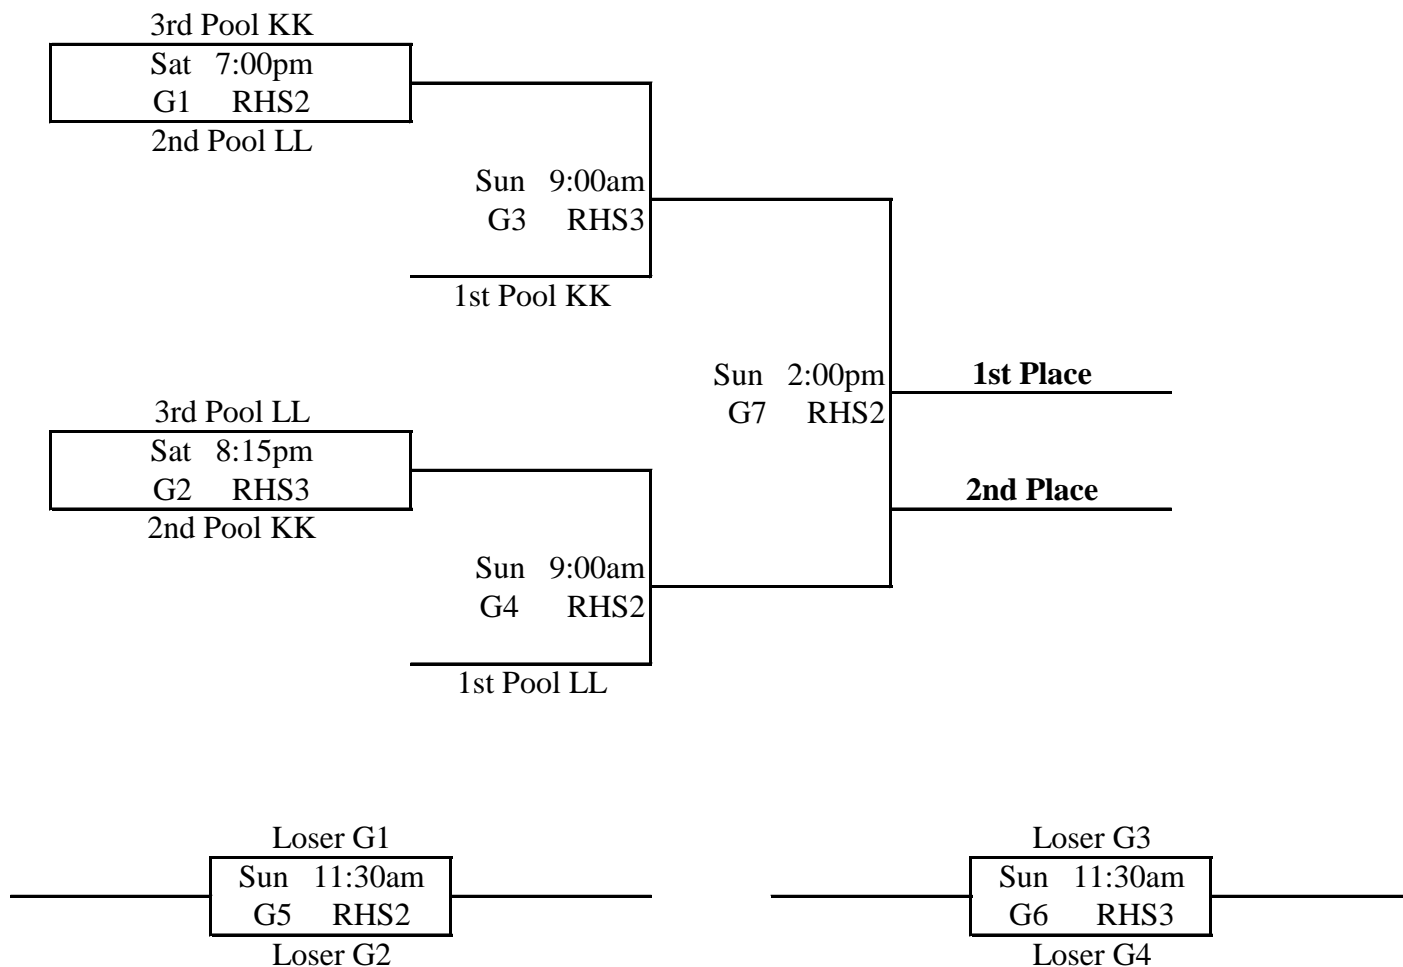 3rd Pool KK
Sat 7:00pm
G1 RHS2
2nd Pool LL
Sun 9:00am
G3 RHS3
1st Pool KK
Sun 2:00pm
G7 RHS2
1st Place
3rd Pool LL
Sat 8:15pm
G2 RHS3
2nd Pool KK
2nd Place
Sun 9:00am
G4 RHS2
1st Pool LL
Loser G1
Sun 11:30am
G5 RHS2
Loser G2
Loser G3
Sun 11:30am
G6 RHS3
Loser G4